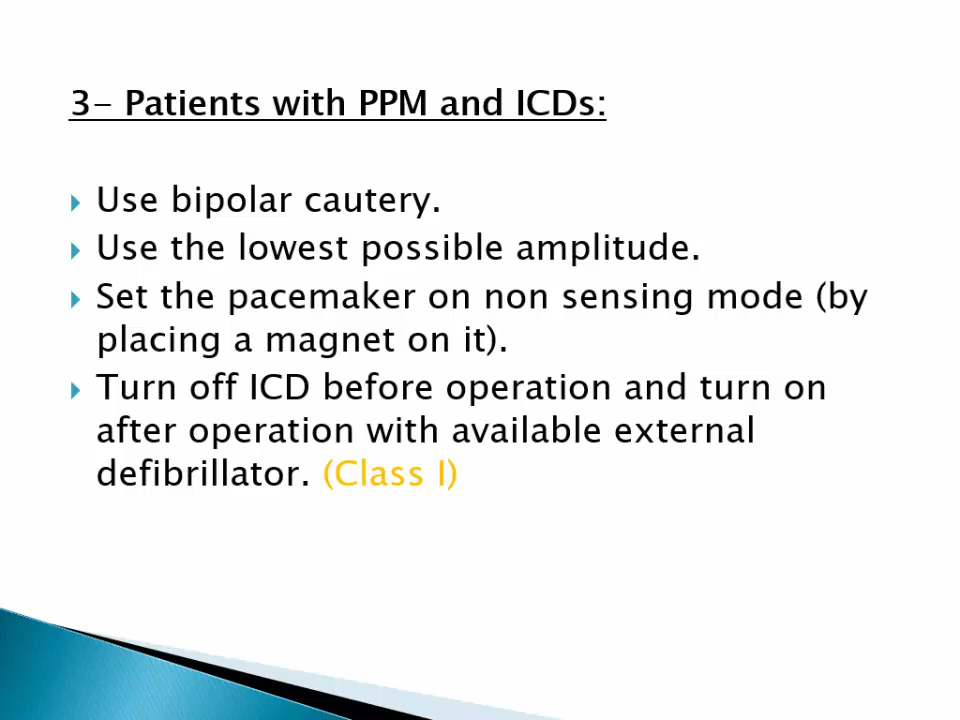 3- Patients with PPM and ICDs:
Use bipolar cautery.
Use the lowest possible amplitude.
Set the pacemaker on non sensing mode (by
placing a magnet on it).
Turn off ICD before operation and turn on
after operation with available external
defibrillator. (Class I)